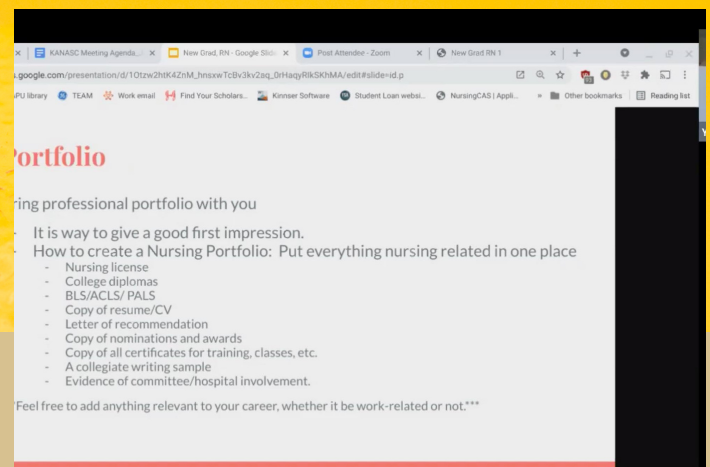 KANASC Meeting Agenda_
New Grad, RN - Google Slide
Post Attendee - Zoom
New Grad RN 1
.google.com/presentation/d/1Otzw2htK4ZnM_hnsxwTcBv3kv2aq_0rHaqyRlkSKhMA/edit#slide=id.p
APU library TEAM Work email Find Your Scholars... Kinnser Software Student Loan websi... NursingCAS | Appli... » Other bookmarks Reading list
Portfolio
ring professional portfolio with you
- It is way to give a good first impression.
- How to create a Nursing Portfolio: Put everything nursing related in one place
- Nursing license
- College diplomas
- BLS/ACLS/ PALS
- Copy of resume/CV
- Letter of recommendation
- Copy of nominations and awards
- Copy of all certificates for training, classes, etc.
- A collegiate writing sample
- Evidence of committee/hospital involvement.
*Feel free to add anything relevant to your career, whether it be work-related or not.***